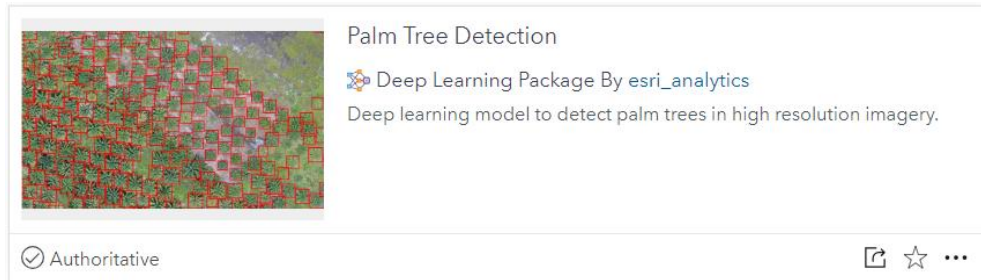 Palm Tree Detection
Deep Learning Package By esri_analytics
Deep learning model to detect palm trees in high resolution imagery.
Authoritative